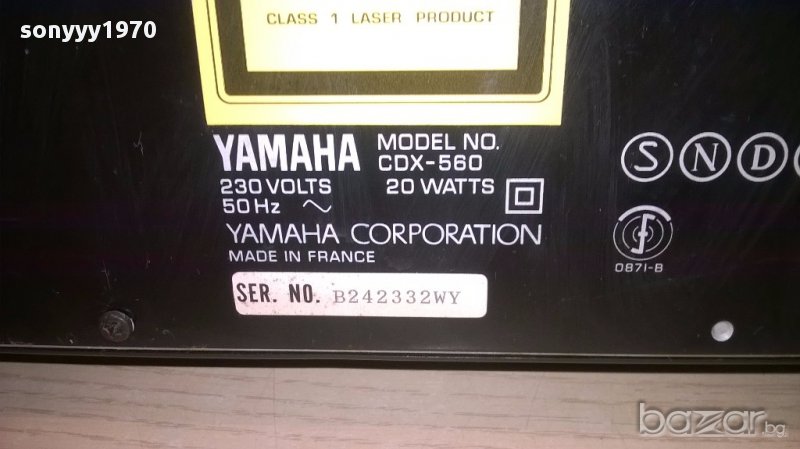 sonyyy1970
CLASS 1 LASER PRODUCT
YAMAHA MODEL NO. CDX-560
230 VOLTS 20 WATTS
50Hz ~
YAMAHA CORPORATION
MADE IN FRANCE
SER. NO. B242332WY
S N D
0871-B
bazar.bg